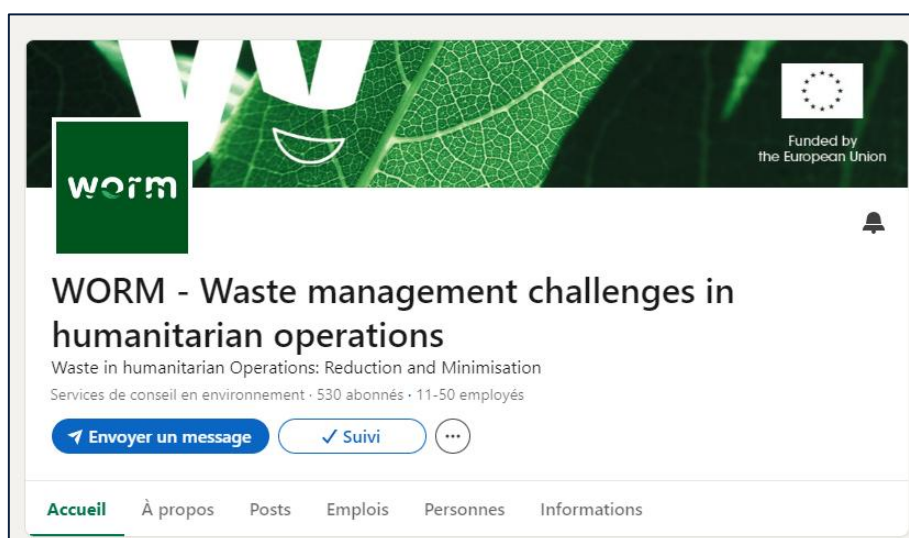 Funded by
the European Union
worm
WORM - Waste management challenges in
humanitarian operations
Waste in humanitarian Operations: Reduction and Minimisation
Services de conseil en environnement · 530 abonnés · 11-50 employés
Envoyer un message
Suivi
Accueil À propos Posts Emplois Personnes Informations